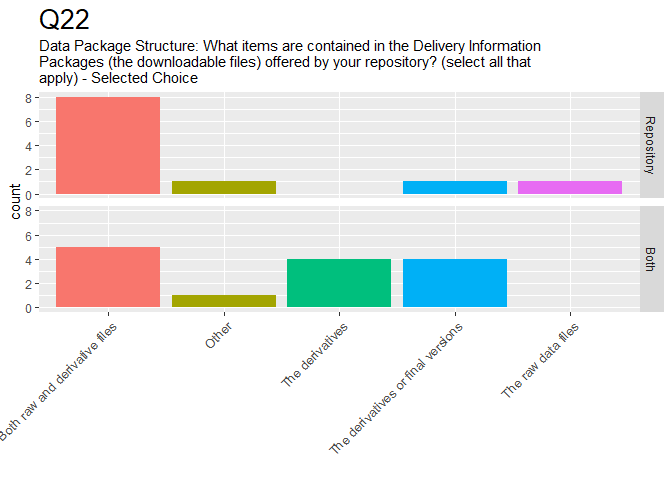 Q22
Data Package Structure: What items are contained in the Delivery Information
Packages (the downloadable files) offered by your repository? (select all that
apply) - Selected Choice
count
8
6
4
2
0
Repository
8
6
4
2
0
Both
Both raw and derivative files
Other
The derivatives
The derivatives or final versions
The raw data files